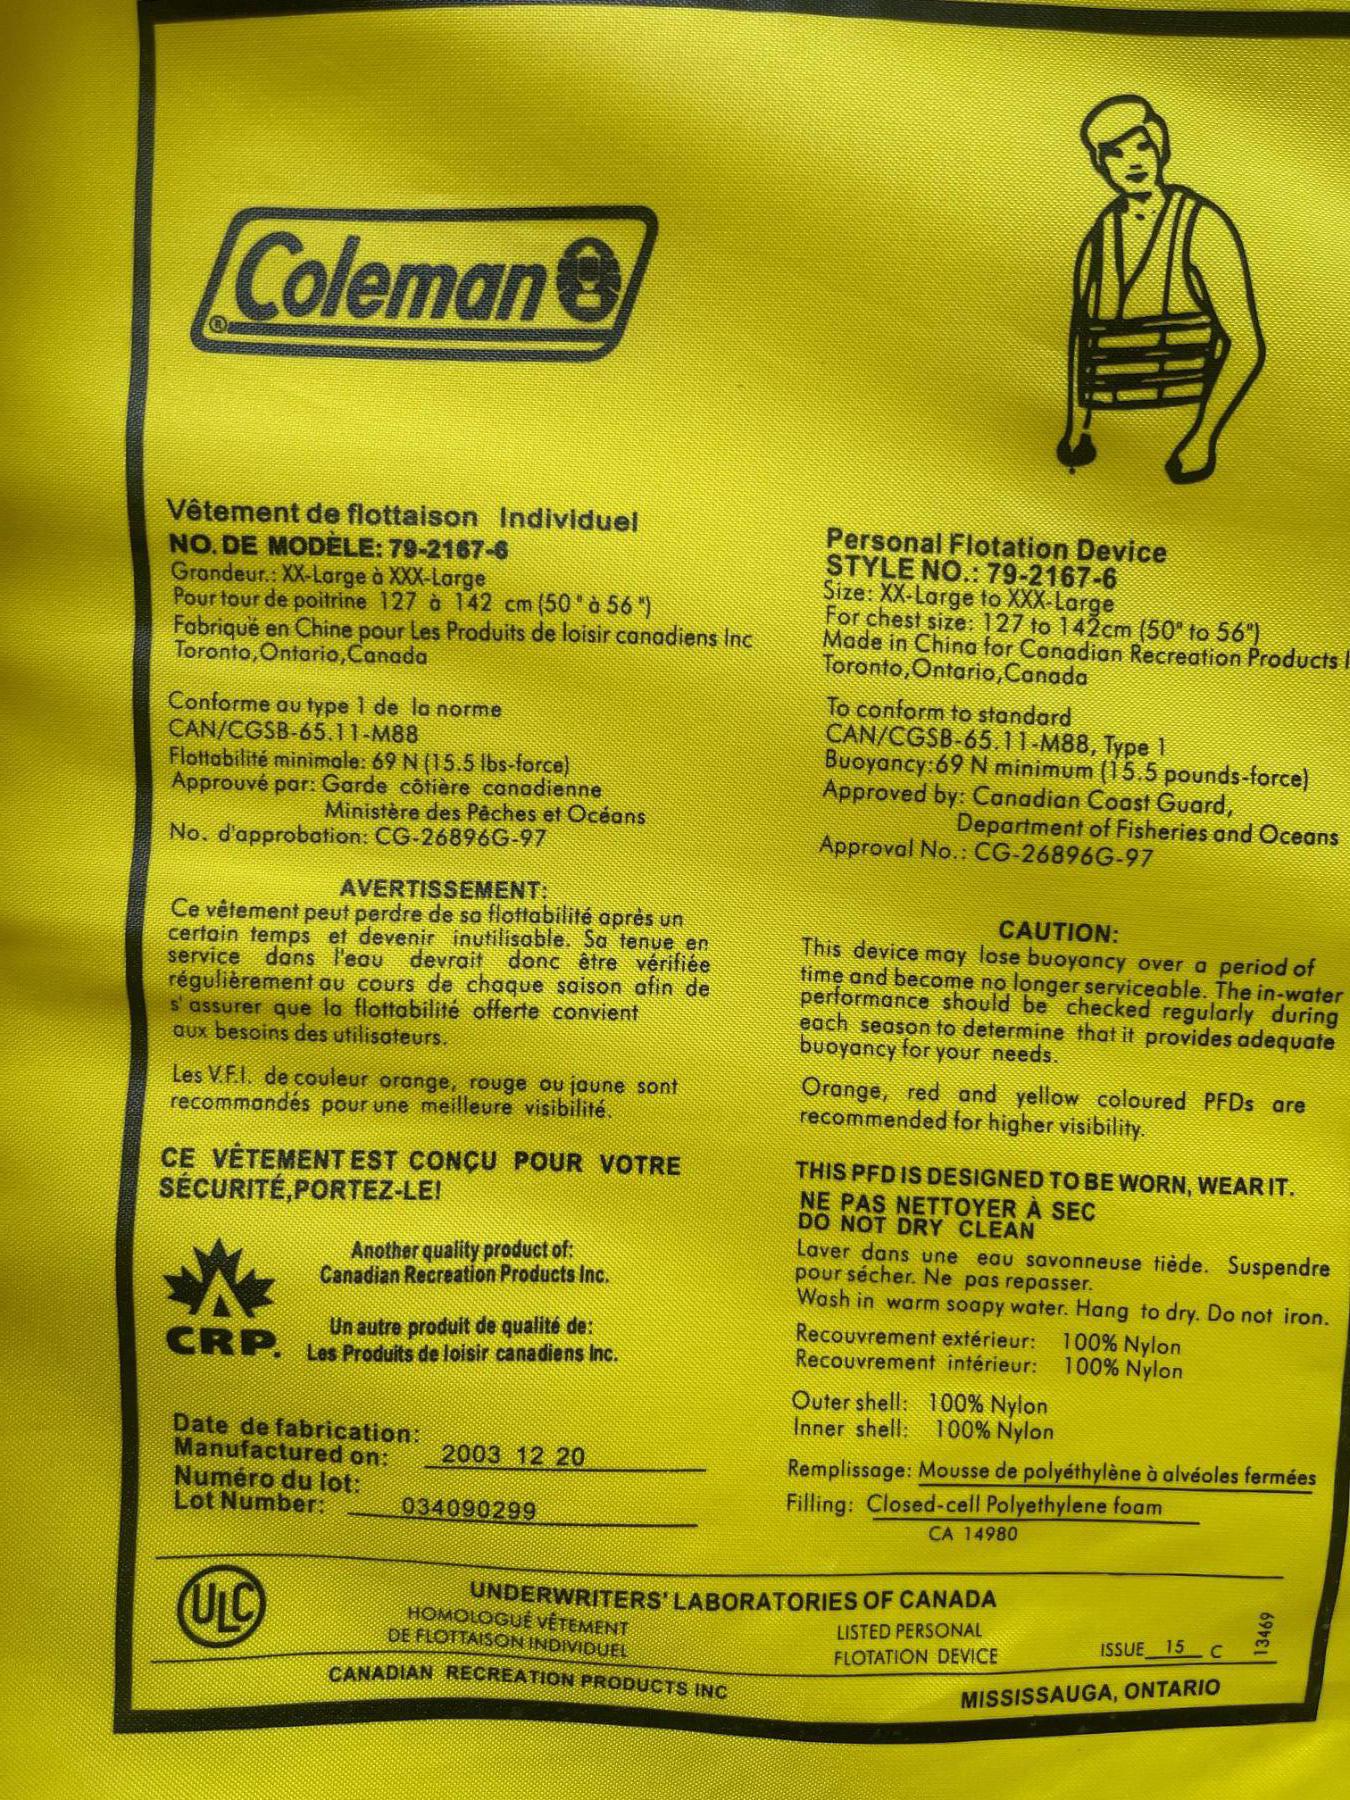 Coleman
®
Vêtement de flottaison Individuel
NO. DE MODÈLE: 79-2167-6
Grandeur.: XX-Large à XXX-Large
Pour tour de poitrine 127 à 142 cm (50" à 56")
Fabriqué en Chine pour Les Produits de loisir canadiens Inc
Toronto,Ontario,Canada
Conforme au type 1 de la norme
CAN/CGSB-65.11-M88
Flottabilité minimale: 69 N (15.5 lbs-force)
Approuvé par: Garde côtière canadienne
Ministère des Pêches et Océans
No. d'approbation: CG-26896G-97
AVERTISSEMENT:
Ce vêtement peut perdre de sa flottabilité après un
certain temps et devenir inutilisable. Sa tenue en
service dans l'eau devrait donc être vérifiée
régulièrement au cours de chaque saison afin de
s'assurer que la flottabilité offerte convient
aux besoins des utilisateurs.
Les V.F.I. de couleur orange, rouge ou jaune sont
recommandés pour une meilleure visibilité.
CE VÊTEMENT EST CONÇU POUR VOTRE
SÉCURITÉ,PORTEZ-LE!
CRP.
Another quality product of:
Canadian Recreation Products Inc.
Un autre produit de qualité de:
Les Produits de loisir canadiens Inc.
Date de fabrication:
Manufactured on: 2003 12 20
Numéro du lot:
Lot Number: 034090299
Personal Flotation Device
STYLE NO.: 79-2167-6
Size: XX-Large to XXX-Large
For chest size: 127 to 142cm (50" to 56")
Made in China for Canadian Recreation Products
Toronto,Ontario,Canada
To conform to standard
CAN/CGSB-65.11-M88, Type 1
Buoyancy:69 N minimum (15.5 pounds-force)
Approved by: Canadian Coast Guard,
Department of Fisheries and Oceans
Approval No.: CG-26896G-97
CAUTION:
This device may lose buoyancy over a period of
time and become no longer serviceable. The in-water
performance should be checked regularly during
each season to determine that it provides adequate
buoyancy for your needs.
Orange, red and yellow coloured PFDs are
recommended for higher visibility.
THIS PFD IS DESIGNED TO BE WORN, WEAR IT.
NE PAS NETTOYER À SEC
DO NOT DRY CLEAN
Laver dans une eau savonneuse tiède. Suspendre
pour sécher. Ne pas repasser.
Wash in warm soapy water. Hang to dry. Do not iron.
Recouvrement extérieur: 100% Nylon
Recouvrement intérieur: 100% Nylon
Outer shell: 100% Nylon
Inner shell: 100% Nylon
Remplissage: Mousse de polyéthylène à alvéoles fermées
Filling: Closed-cell Polyethylene foam
CA 14980
ULC
UNDERWRITERS' LABORATORIES OF CANADA
HOMOLOGUÉ VÊTEMENT
DE FLOTTAISON INDIVIDUEL
LISTED PERSONAL
FLOTATION DEVICE
ISSUE 15 C
13469
CANADIAN RECREATION PRODUCTS INC
MISSISSAUGA, ONTARIO